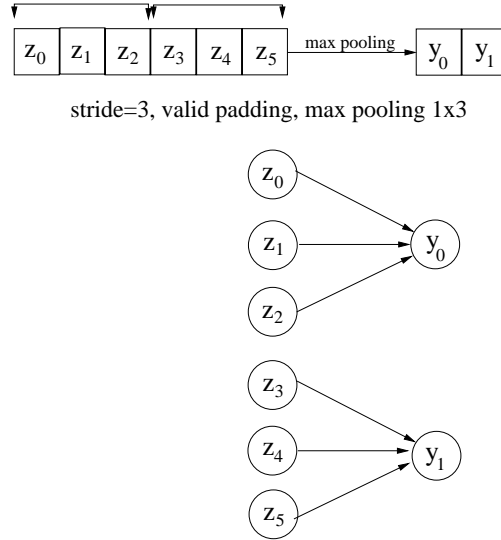 z0 z1 z2 z3 z4 z5 max pooling y0 y1
stride=3, valid padding, max pooling 1x3
z0
z1
y0
z2
z3
z4
y1
z5